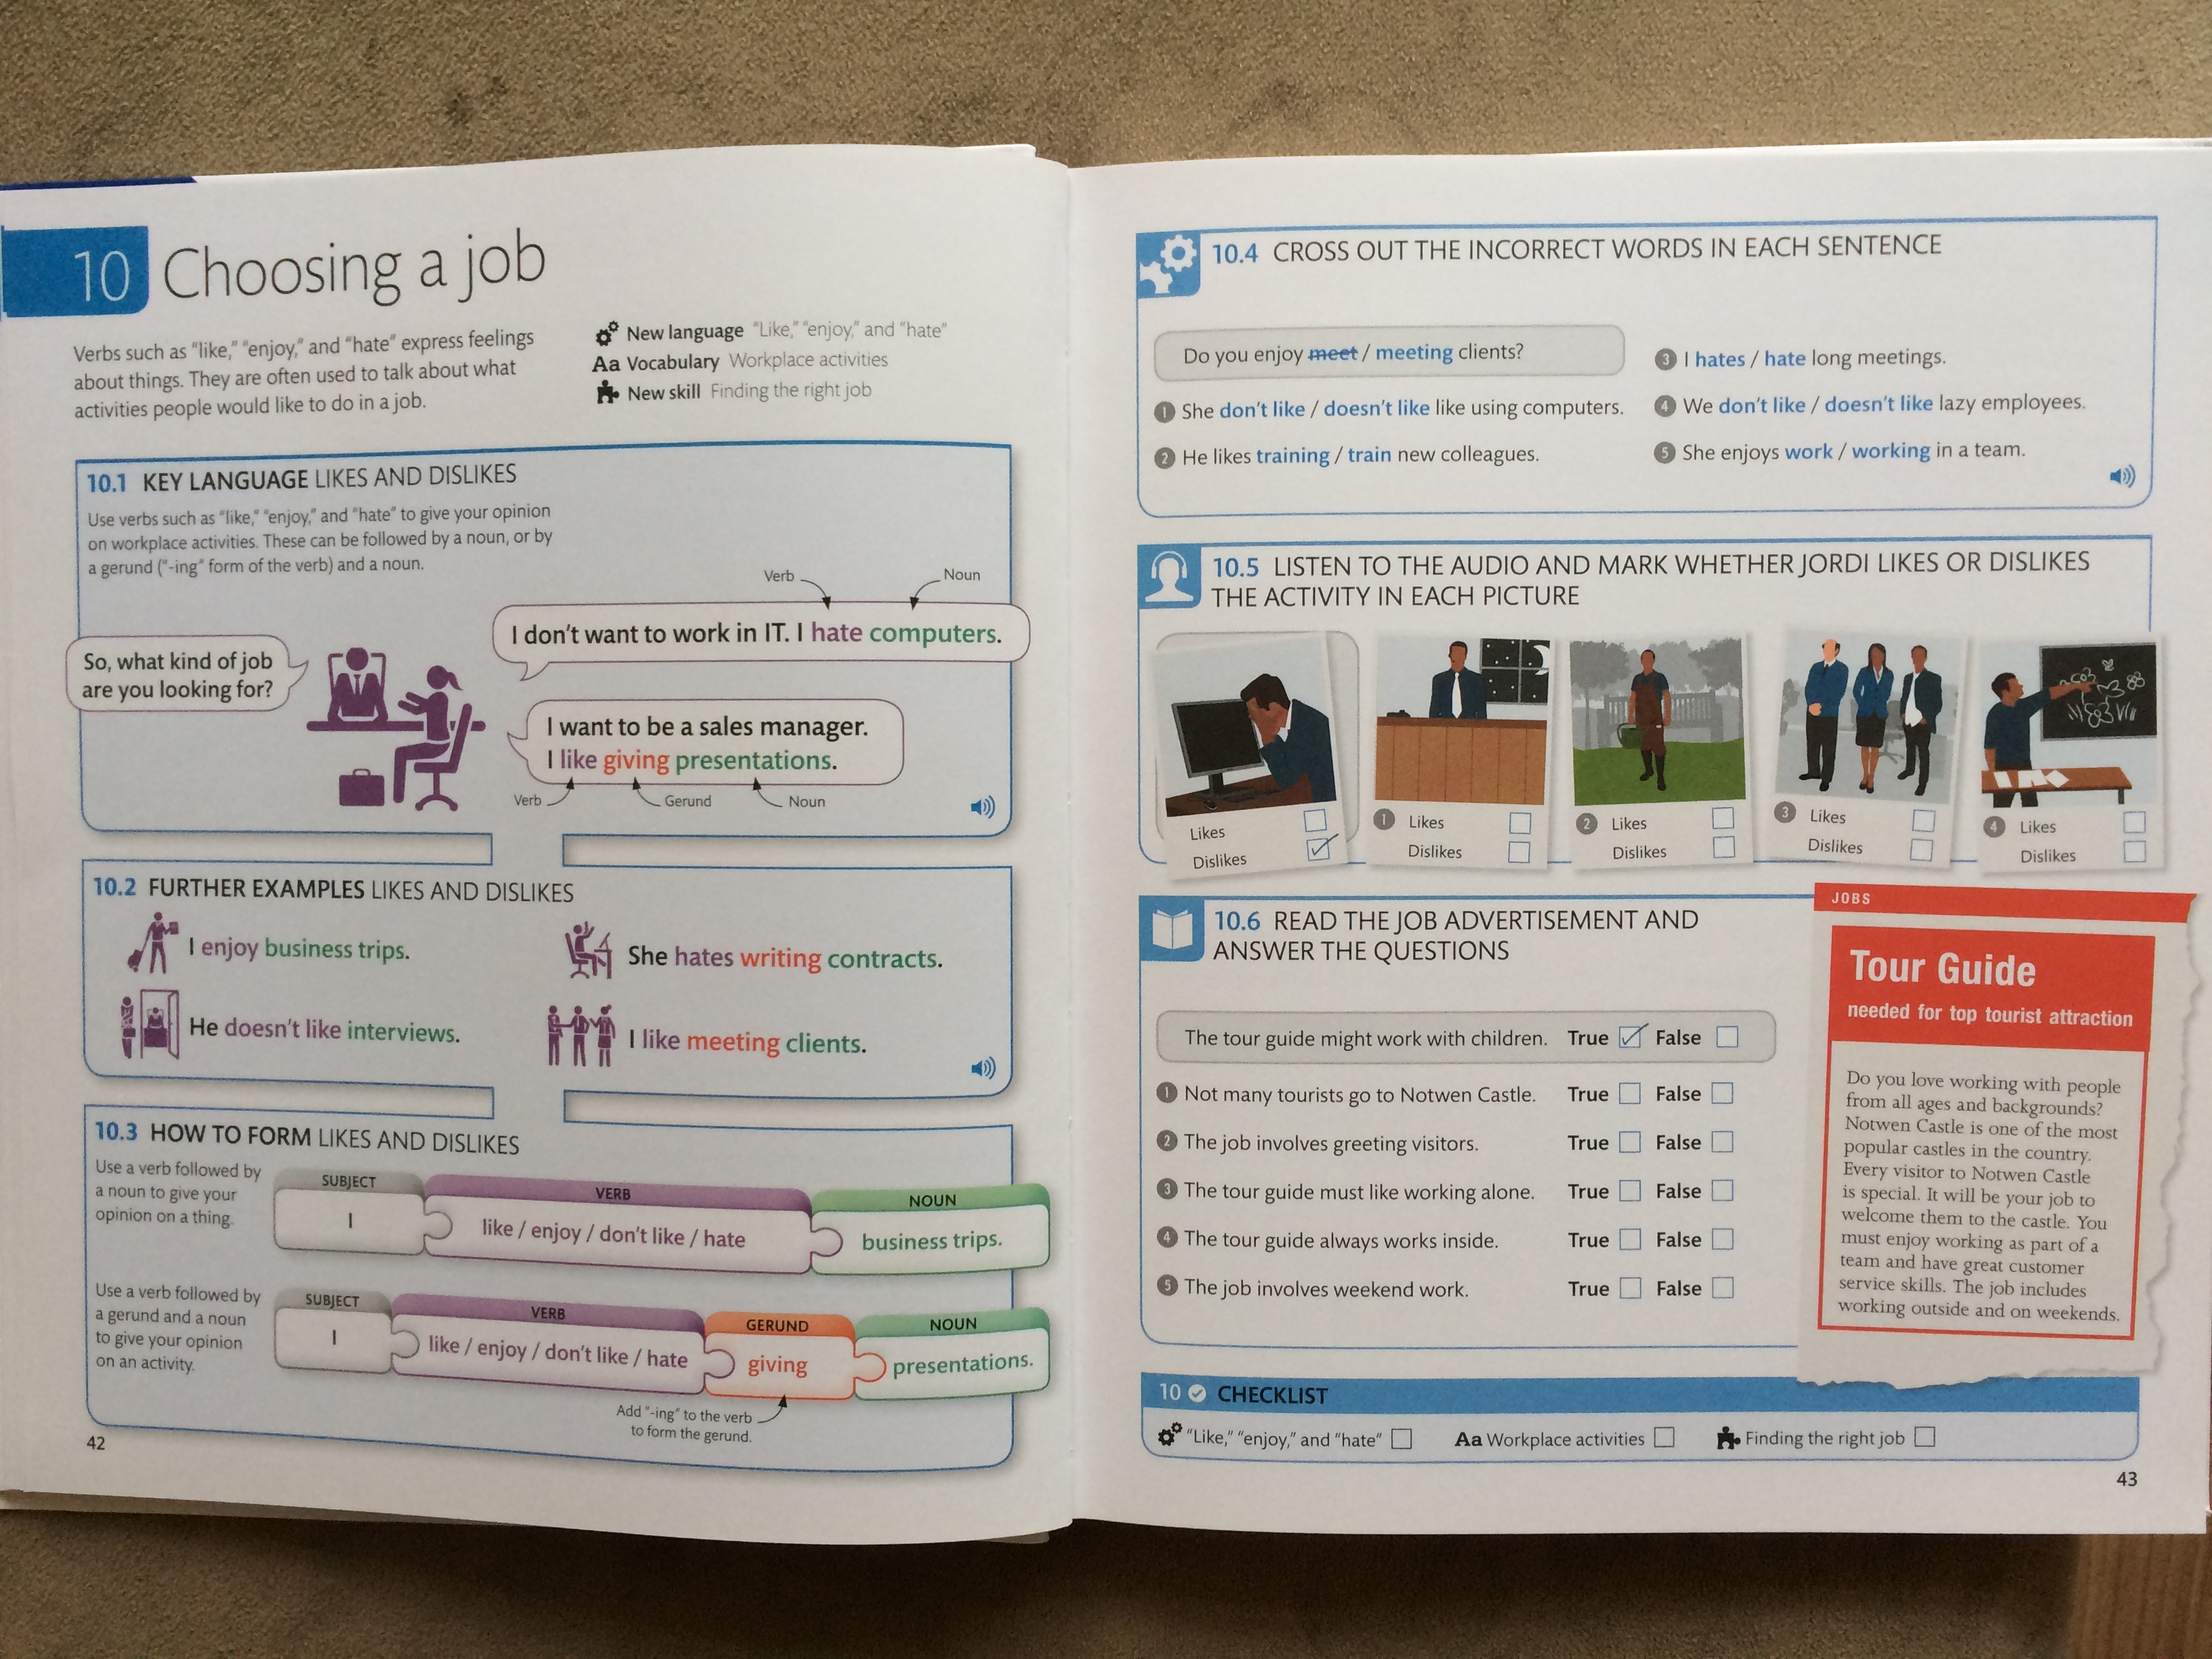 10 Choosing a job
Verbs such as "like," "enjoy," and "hate" express feelings
about things. They are often used to talk about what
activities people would like to do in a job.
New language "Like," "enjoy," and "hate"
Aa Vocabulary Workplace activities
New skill Finding the right job
10.1 KEY LANGUAGE LIKES AND DISLIKES
Use verbs such as "like," "enjoy," and "hate" to give your opinion
on workplace activities. These can be followed by a noun, or by
a gerund ("-ing" form of the verb) and a noun.
Verb
Noun
So, what kind of job
are you looking for?
I don't want to work in IT. I hate computers.
I want to be a sales manager.
I like giving presentations.
Verb
Gerund
Noun
10.2 FURTHER EXAMPLES LIKES AND DISLIKES
I enjoy business trips.
She hates writing contracts.
He doesn't like interviews.
I like meeting clients.
10.3 HOW TO FORM LIKES AND DISLIKES
Use a verb followed by
a noun to give your
opinion on a thing.
SUBJECT
VERB
NOUN
I
like / enjoy / don't like / hate
business trips.
Use a verb followed by
a gerund and a noun
to give your opinion
on an activity.
SUBJECT
VERB
GERUND
NOUN
I
like / enjoy / don't like / hate
giving
presentations.
Add "-ing" to the verb
to form the gerund.
42
10.4 CROSS OUT THE INCORRECT WORDS IN EACH SENTENCE
Do you enjoy meet / meeting clients?
1 She don't like / doesn't like like using computers.
2 He likes training / train new colleagues.
3 I hates / hate long meetings.
4 We don't like / doesn't like lazy employees.
5 She enjoys work / working in a team.
10.5 LISTEN TO THE AUDIO AND MARK WHETHER JORDI LIKES OR DISLIKES
THE ACTIVITY IN EACH PICTURE
Likes
Dislikes
1 Likes
Dislikes
2 Likes
Dislikes
3 Likes
Dislikes
4 Likes
Dislikes
10.6 READ THE JOB ADVERTISEMENT AND
ANSWER THE QUESTIONS
The tour guide might work with children. True False
1 Not many tourists go to Notwen Castle. True False
2 The job involves greeting visitors. True False
3 The tour guide must like working alone. True False
4 The tour guide always works inside. True False
5 The job involves weekend work. True False
JOBS
Tour Guide
needed for top tourist attraction
Do you love working with people
from all ages and backgrounds?
Notwen Castle is one of the most
popular castles in the country.
Every visitor to Notwen Castle
is special. It will be your job to
welcome them to the castle. You
must enjoy working as part of a
team and have great customer
service skills. The job includes
working outside and on weekends.
10 CHECKLIST
"Like," "enjoy," and "hate"
Aa Workplace activities
Finding the right job
43